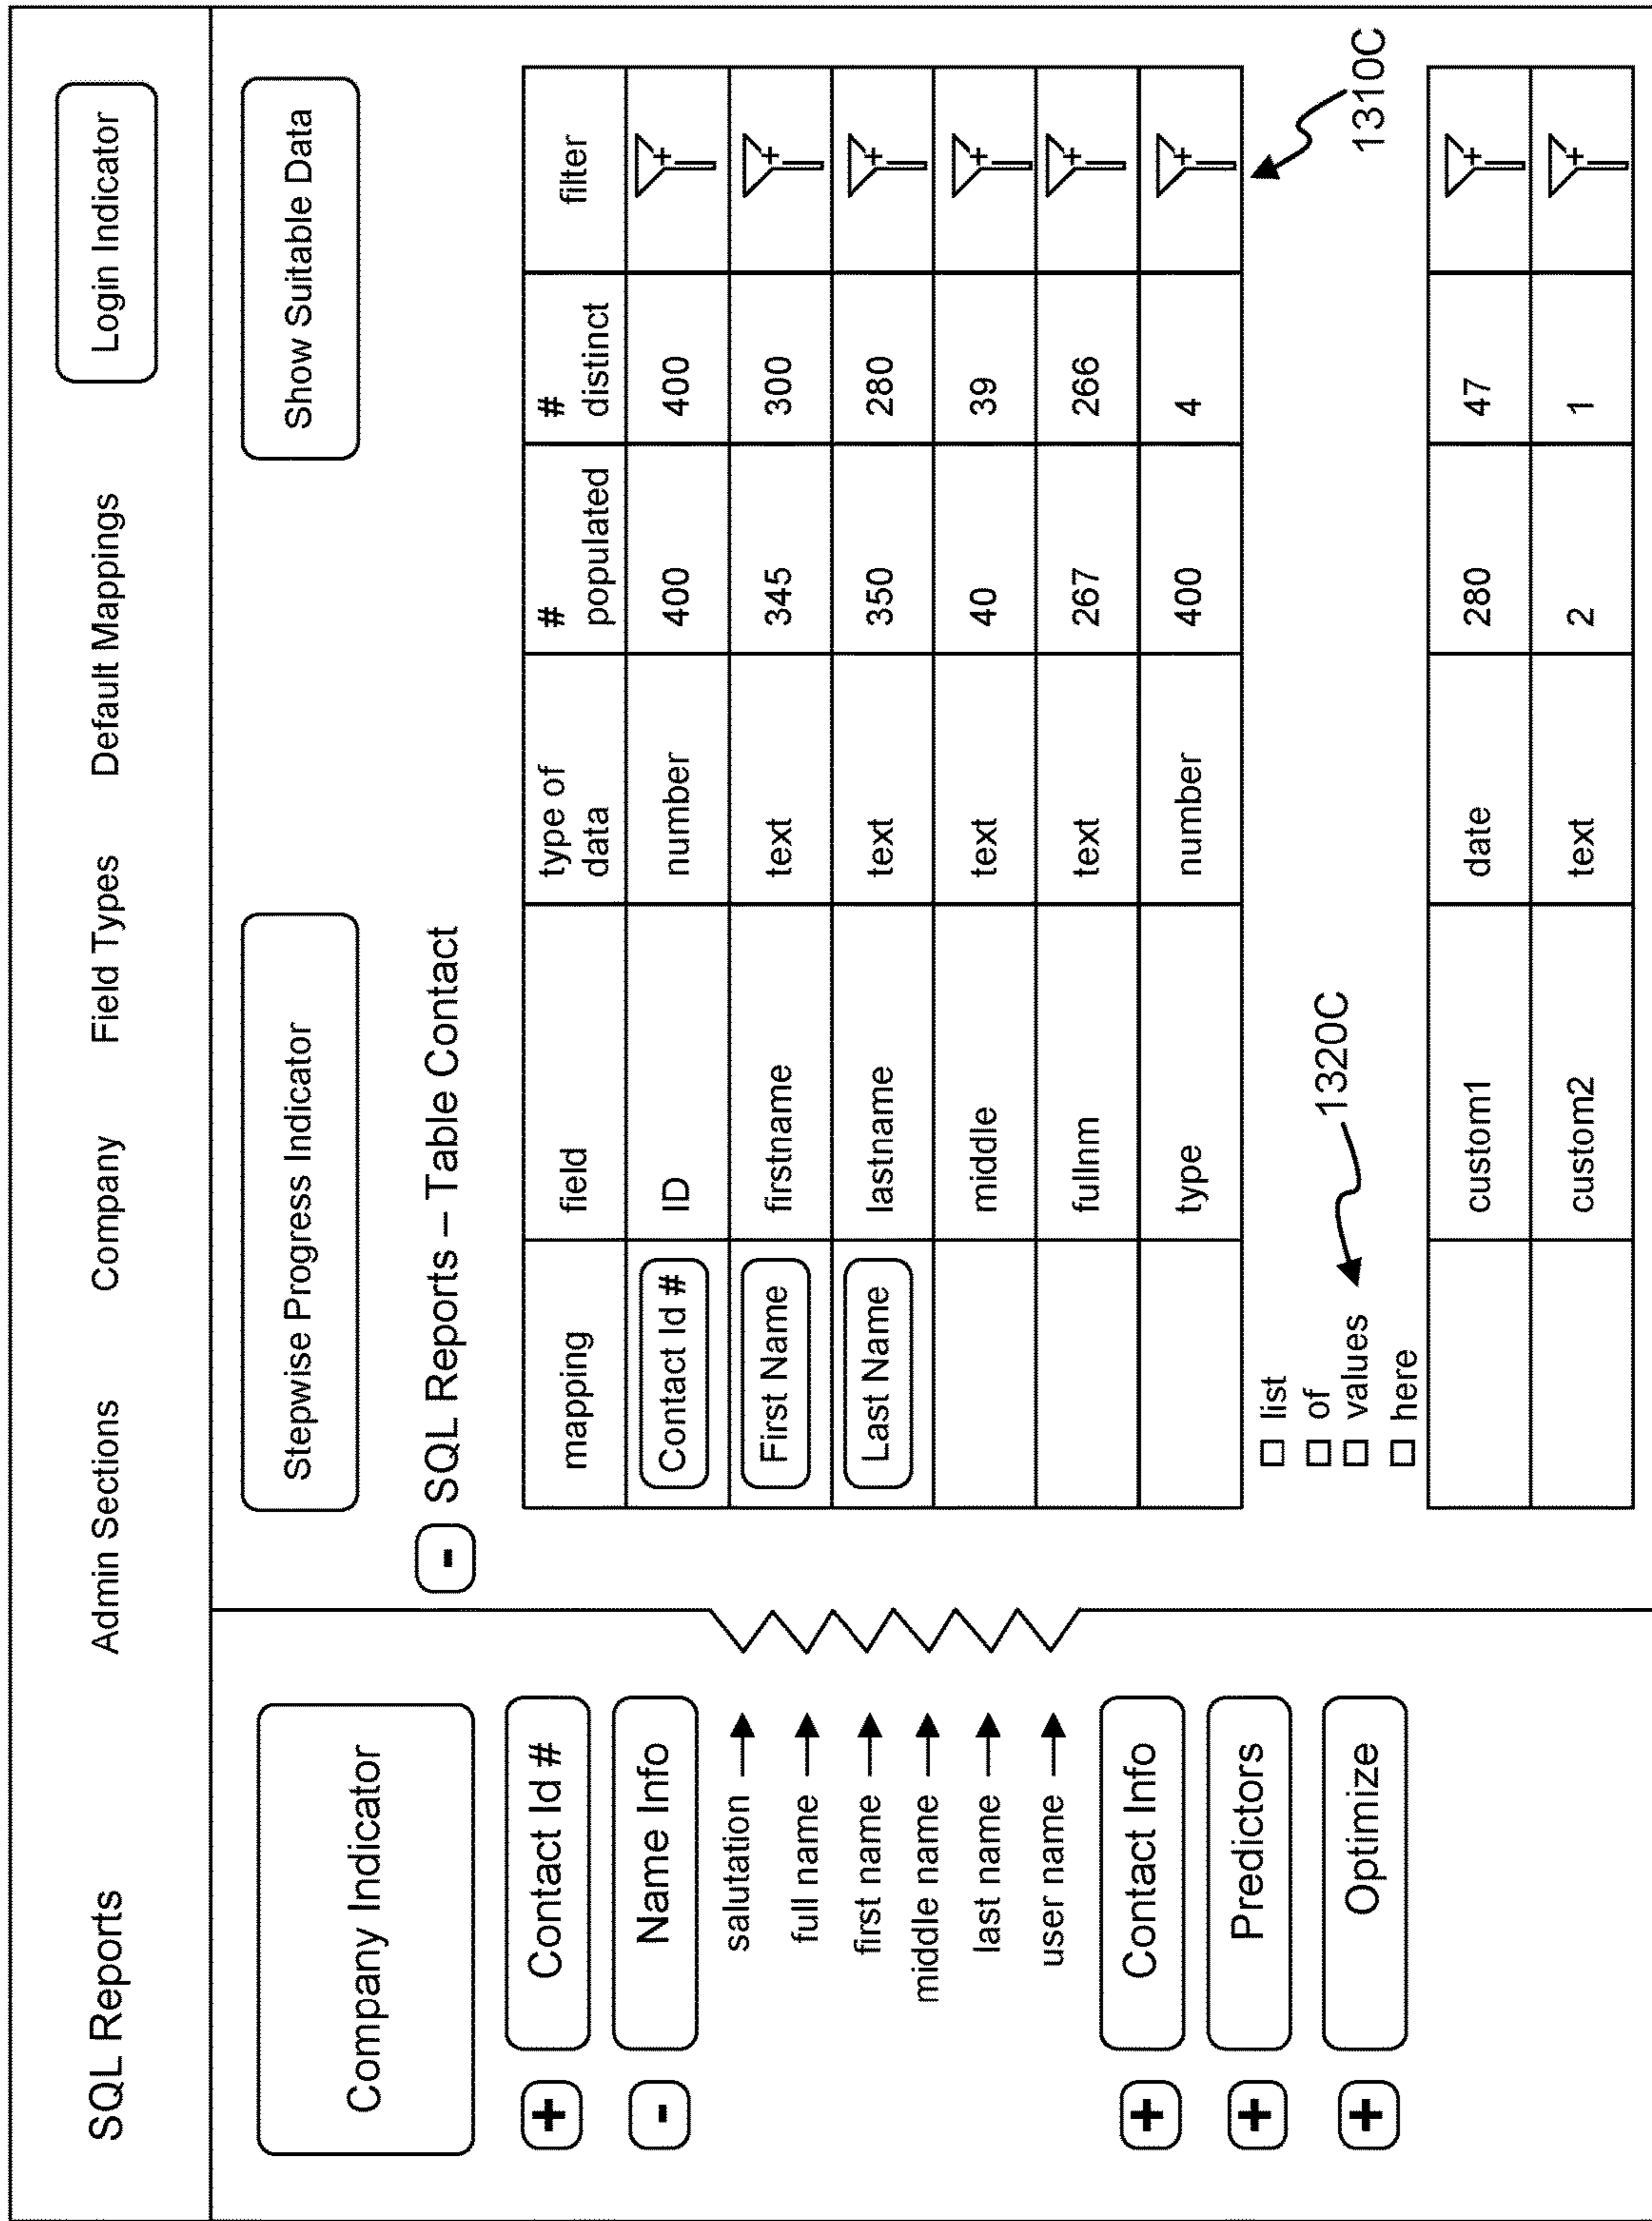 SQL Reports Admin Sections Company Field Types Default Mappings Login Indicator
Company Indicator
+ Contact Id #
- Name Info
salutation
full name
first name
middle name
last name
user name
+ Contact Info
+ Predictors
+ Optimize
Stepwise Progress Indicator Show Suitable Data
- SQL Reports – Table Contact
mapping field type of data # populated # distinct filter
Contact Id # ID number 400 400 +
First Name firstname text 345 300 +
Last Name lastname text 350 280 +
middle text 40 39 +
fullnm text 267 266 +
type number 400 4 +
1310C
list
of
values
here
1320C
custom1 date 280 47 +
custom2 text 2 1 +